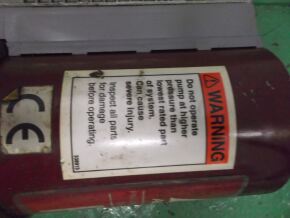 WARNING
Do not operate
pump at higher
pressure than
lowest rated part
of system.
Can cause
severe injury.
Inspect all parts
for damage
before operating.
CE